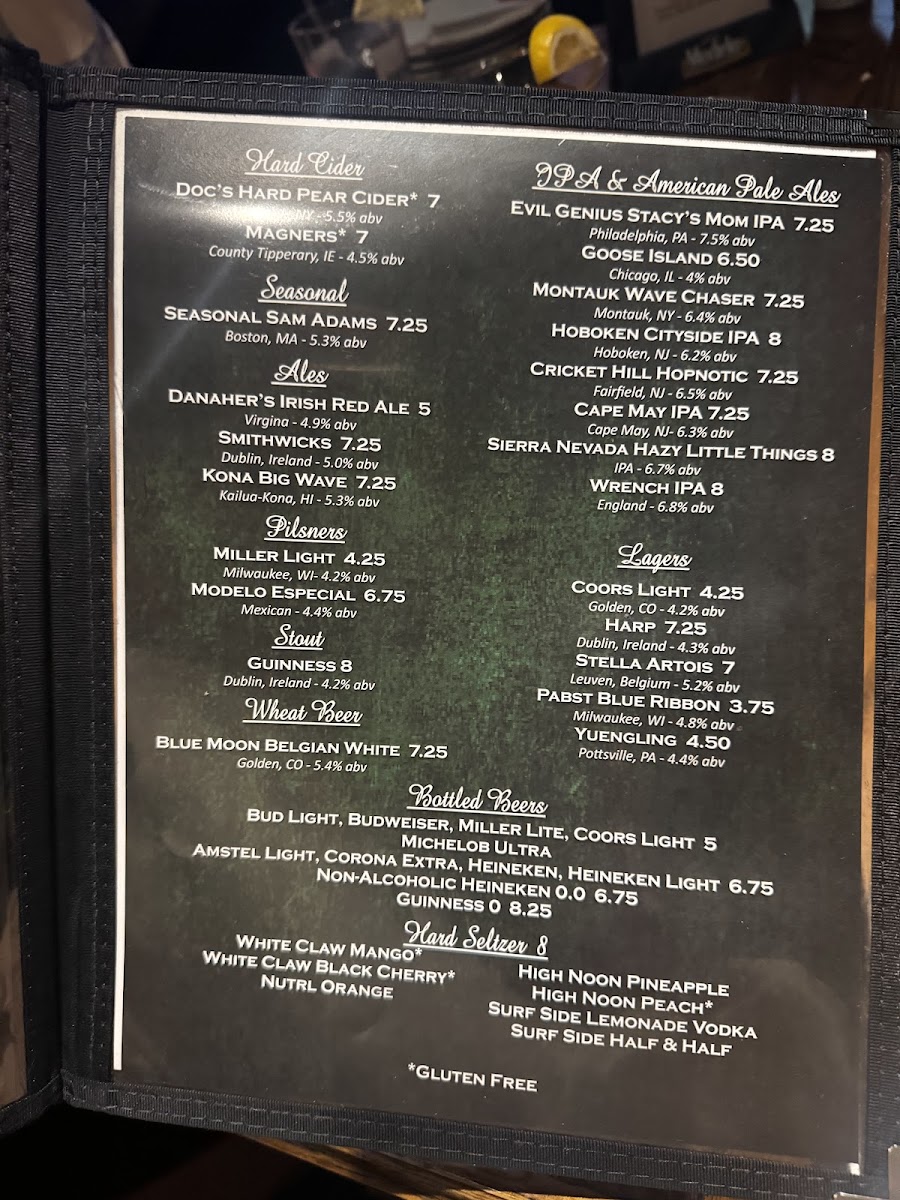 Hard Cider
Doc's Hard Pear Cider* 7
NY - 5.5% abv
Magners* 7
County Tipperary, IE - 4.5% abv
Seasonal
Seasonal Sam Adams 7.25
Boston, MA - 5.3% abv
Ales
Danaher's Irish Red Ale 5
Virgina - 4.9% abv
Smithwicks 7.25
Dublin, Ireland - 5.0% abv
Kona Big Wave 7.25
Kailua-Kona, HI - 5.3% abv
Pilsners
Miller Light 4.25
Milwaukee, WI- 4.2% abv
Modelo Especial 6.75
Mexican - 4.4% abv
Stout
Guinness 8
Dublin, Ireland - 4.2% abv
Wheat Beer
Blue Moon Belgian White 7.25
Golden, CO - 5.4% abv
IPA & American Pale Ales
Evil Genius Stacy's Mom IPA 7.25
Philadelphia, PA - 7.5% abv
Goose Island 6.50
Chicago, IL - 4% abv
Montauk Wave Chaser 7.25
Montauk, NY - 6.4% abv
Hoboken Cityside IPA 8
Hoboken, NJ - 6.2% abv
Cricket Hill Hopnotic 7.25
Fairfield, NJ - 6.5% abv
Cape May IPA 7.25
Cape May, NJ- 6.3% abv
Sierra Nevada Hazy Little Things 8
IPA - 6.7% abv
Wrench IPA 8
England - 6.8% abv
Lagers
Coors Light 4.25
Golden, CO - 4.2% abv
Harp 7.25
Dublin, Ireland - 4.3% abv
Stella Artois 7
Leuven, Belgium - 5.2% abv
Pabst Blue Ribbon 3.75
Milwaukee, WI - 4.8% abv
Yuengling 4.50
Pottsville, PA - 4.4% abv
Bottled Beers
Bud Light, Budweiser, Miller Lite, Coors Light 5
Michelob Ultra
Amstel Light, Corona Extra, Heineken, Heineken Light 6.75
Non-Alcoholic Heineken 0.0 6.75
Guinness 0 8.25
Hard Seltzer 8
White Claw Mango*
White Claw Black Cherry*
Nutrl Orange
High Noon Pineapple
High Noon Peach*
Surf Side Lemonade Vodka
Surf Side Half & Half
*Gluten Free